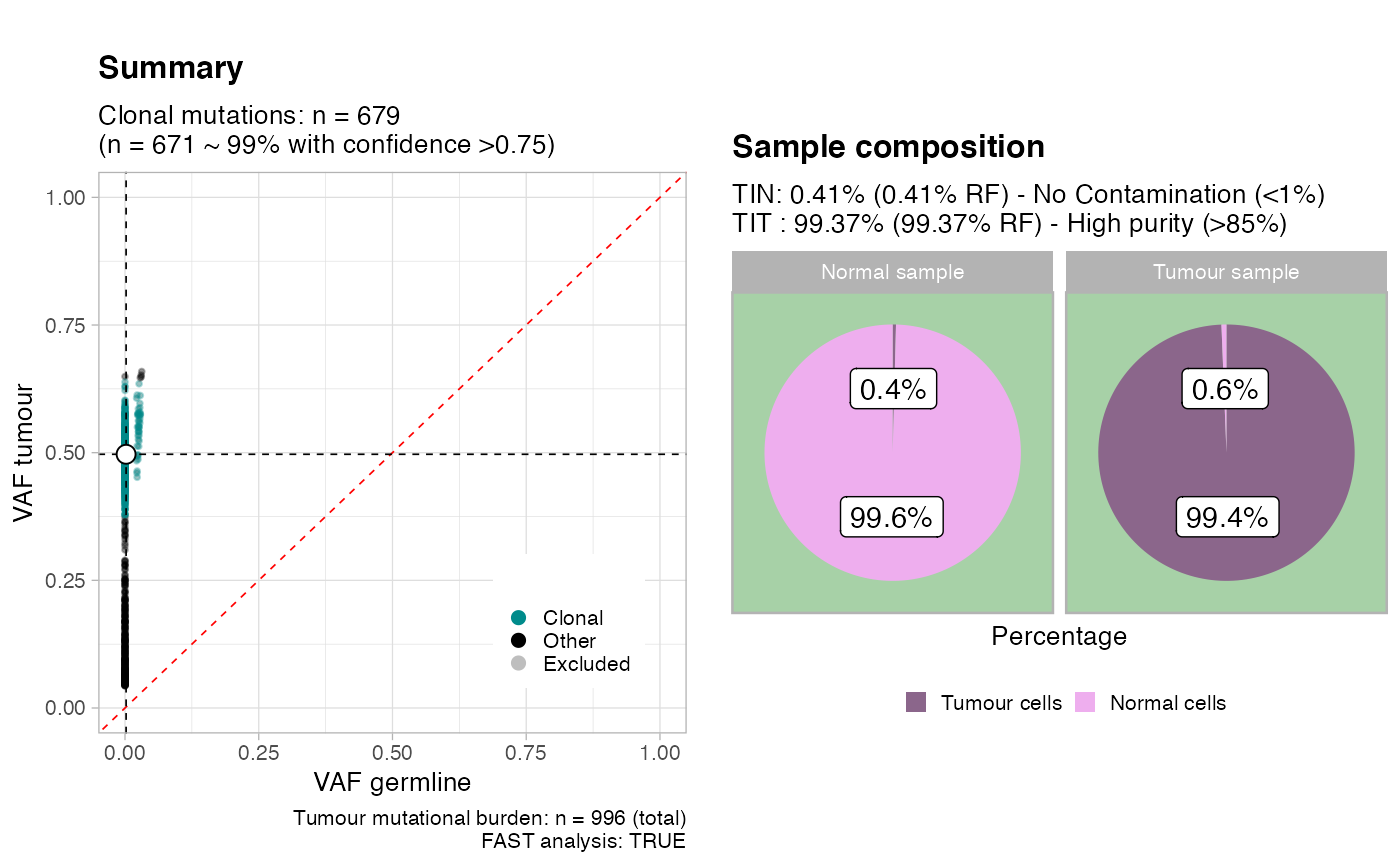 Summary
Clonal mutations: n = 679
(n = 671 ~ 99% with confidence >0.75)
1.00
0.75
0.50
0.25
0.00
VAF tumour
Clonal
Other
Excluded
0.00 0.25 0.50 0.75 1.00
VAF germline
Tumour mutational burden: n = 996 (total)
FAST analysis: TRUE
Sample composition
TIN: 0.41% (0.41% RF) - No Contamination (<1%)
TIT : 99.37% (99.37% RF) - High purity (>85%)
Normal sample
0.4%
99.6%
Tumour sample
0.6%
99.4%
Percentage
Tumour cells Normal cells